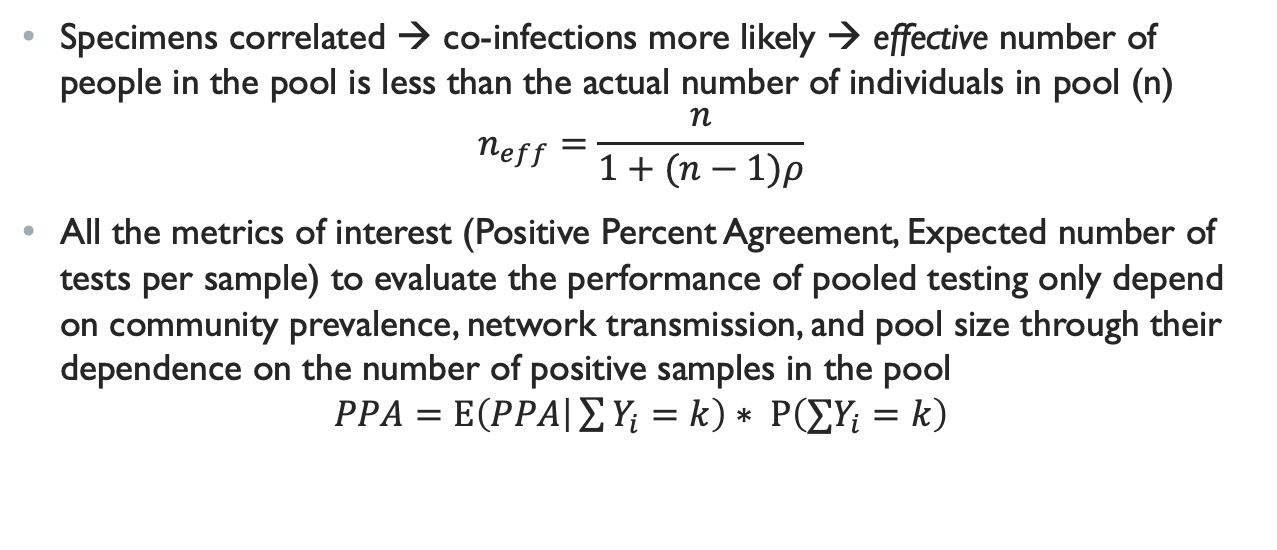 • Specimens correlated → co-infections more likely → effective number of
people in the pool is less than the actual number of individuals in pool (n)
n_eff = n / (1 + (n − 1)ρ)
• All the metrics of interest (Positive Percent Agreement, Expected number of
tests per sample) to evaluate the performance of pooled testing only depend
on community prevalence, network transmission, and pool size through their
dependence on the number of positive samples in the pool
PPA = E(PPA|∑ Y_i = k) * P(∑Y_i = k)